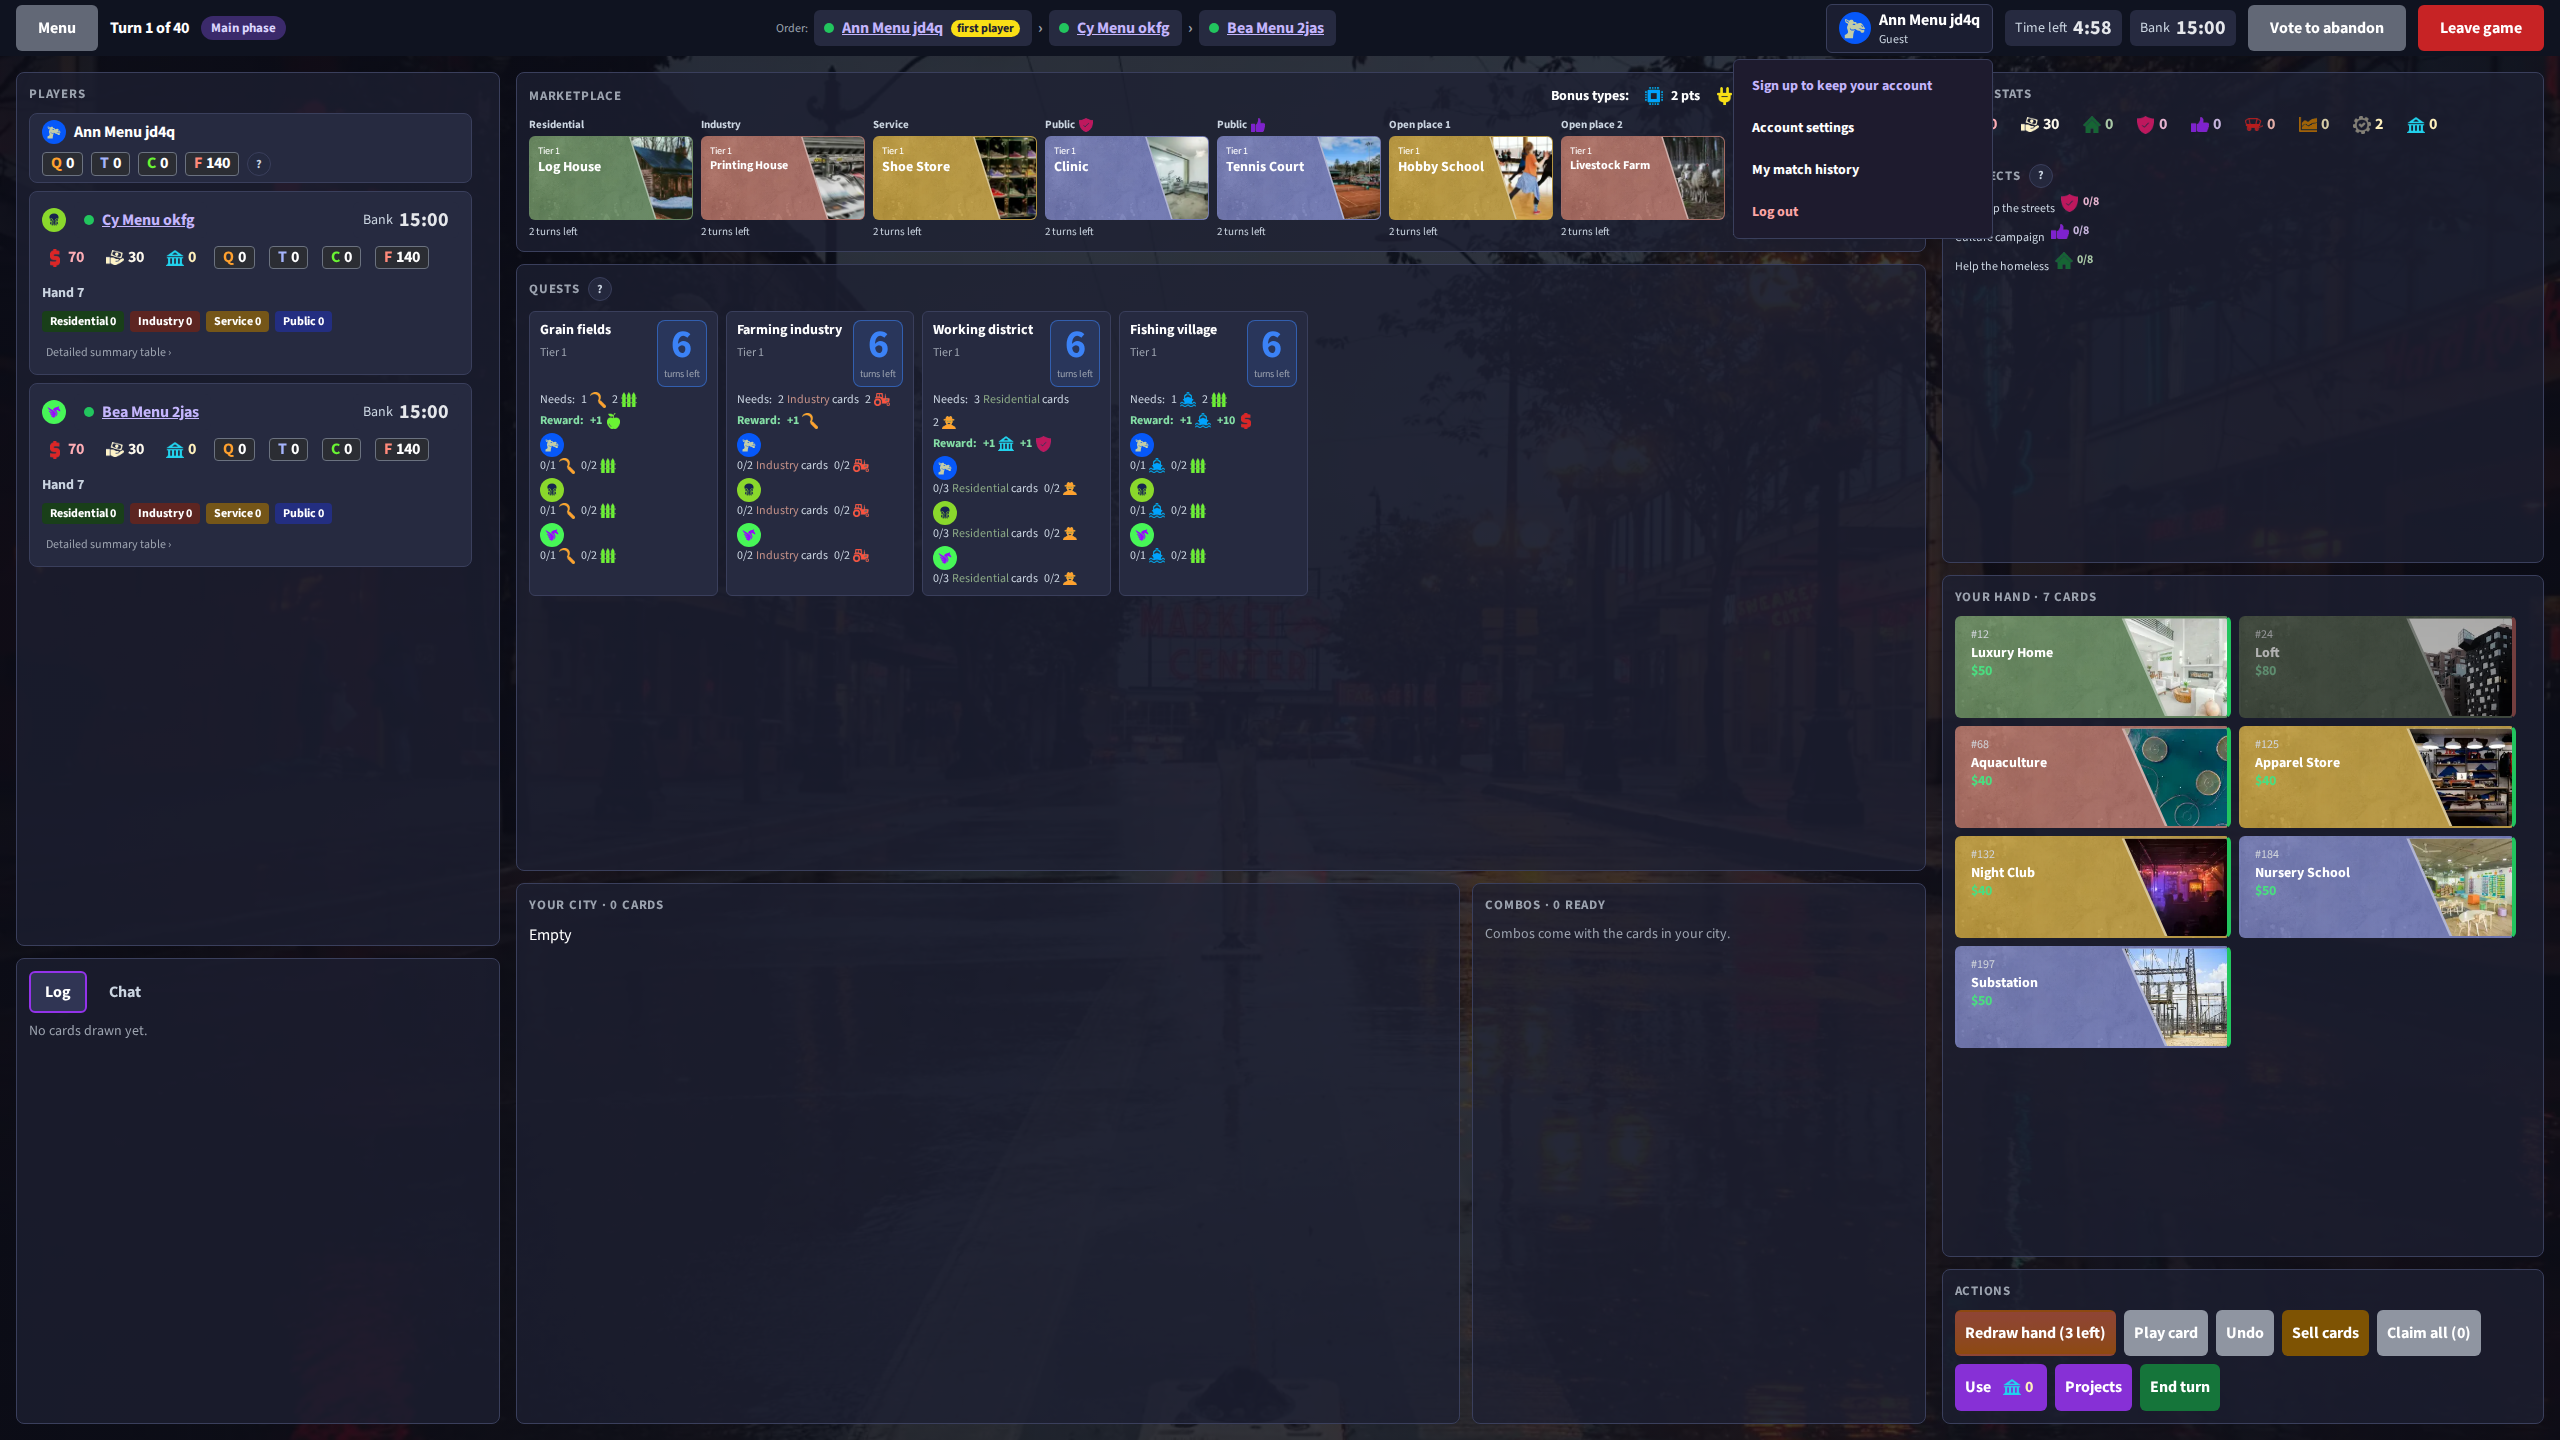 Menu
Turn 1 of 40
Main phase
Order:
Ann Menu jd4q first player › Cy Menu okfg › Bea Menu 2jas
Ann Menu jd4q
Guest
Time left 4:58
Bank 15:00
Vote to abandon
Leave game
Sign up to keep your account
Account settings
My match history
Log out
PLAYERS
Ann Menu jd4q
Q 0 T 0 C 0 F 140 ?
Cy Menu okfg
Bank 15:00
70 30 0 Q 0 T 0 C 0 F 140
Hand 7
Residential 0 Industry 0 Service 0 Public 0
Detailed summary table ›
Bea Menu 2jas
Bank 15:00
70 30 0 Q 0 T 0 C 0 F 140
Hand 7
Residential 0 Industry 0 Service 0 Public 0
Detailed summary table ›
Log
Chat
No cards drawn yet.
MARKETPLACE
Bonus types: 2 pts
Residential
Tier 1
Log House
2 turns left
Industry
Tier 1
Printing House
2 turns left
Service
Tier 1
Shoe Store
2 turns left
Public
Tier 1
Clinic
2 turns left
Public
Tier 1
Tennis Court
2 turns left
Open place 1
Tier 1
Hobby School
2 turns left
Open place 2
Tier 1
Livestock Farm
2 turns left
QUESTS ?
Grain fields
Tier 1
6
turns left
Needs: 1 2
Reward: +1
0/1 0/2
0/1 0/2
0/1 0/2
Farming industry
Tier 1
6
turns left
Needs: 2 Industry cards 2
Reward: +1
0/2 Industry cards 0/2
0/2 Industry cards 0/2
0/2 Industry cards 0/2
Working district
Tier 1
6
turns left
Needs: 3 Residential cards
2
Reward: +1 +1
0/3 Residential cards 0/2
0/3 Residential cards 0/2
0/3 Residential cards 0/2
Fishing village
Tier 1
6
turns left
Needs: 1 2
Reward: +1 +10
0/1 0/2
0/1 0/2
0/1 0/2
YOUR CITY · 0 CARDS
Empty
COMBOS · 0 READY
Combos come with the cards in your city.
STATS
30 0 0 0 0 0 2 0
?
the streets 0/8
campaign 0/8
Help the homeless 0/8
YOUR HAND · 7 CARDS
#12
Luxury Home
$50
#24
Loft
$80
#68
Aquaculture
$40
#125
Apparel Store
$40
#132
Night Club
$40
#184
Nursery School
$50
#197
Substation
$50
ACTIONS
Redraw hand (3 left)
Play card
Undo
Sell cards
Claim all (0)
Use 0
Projects
End turn